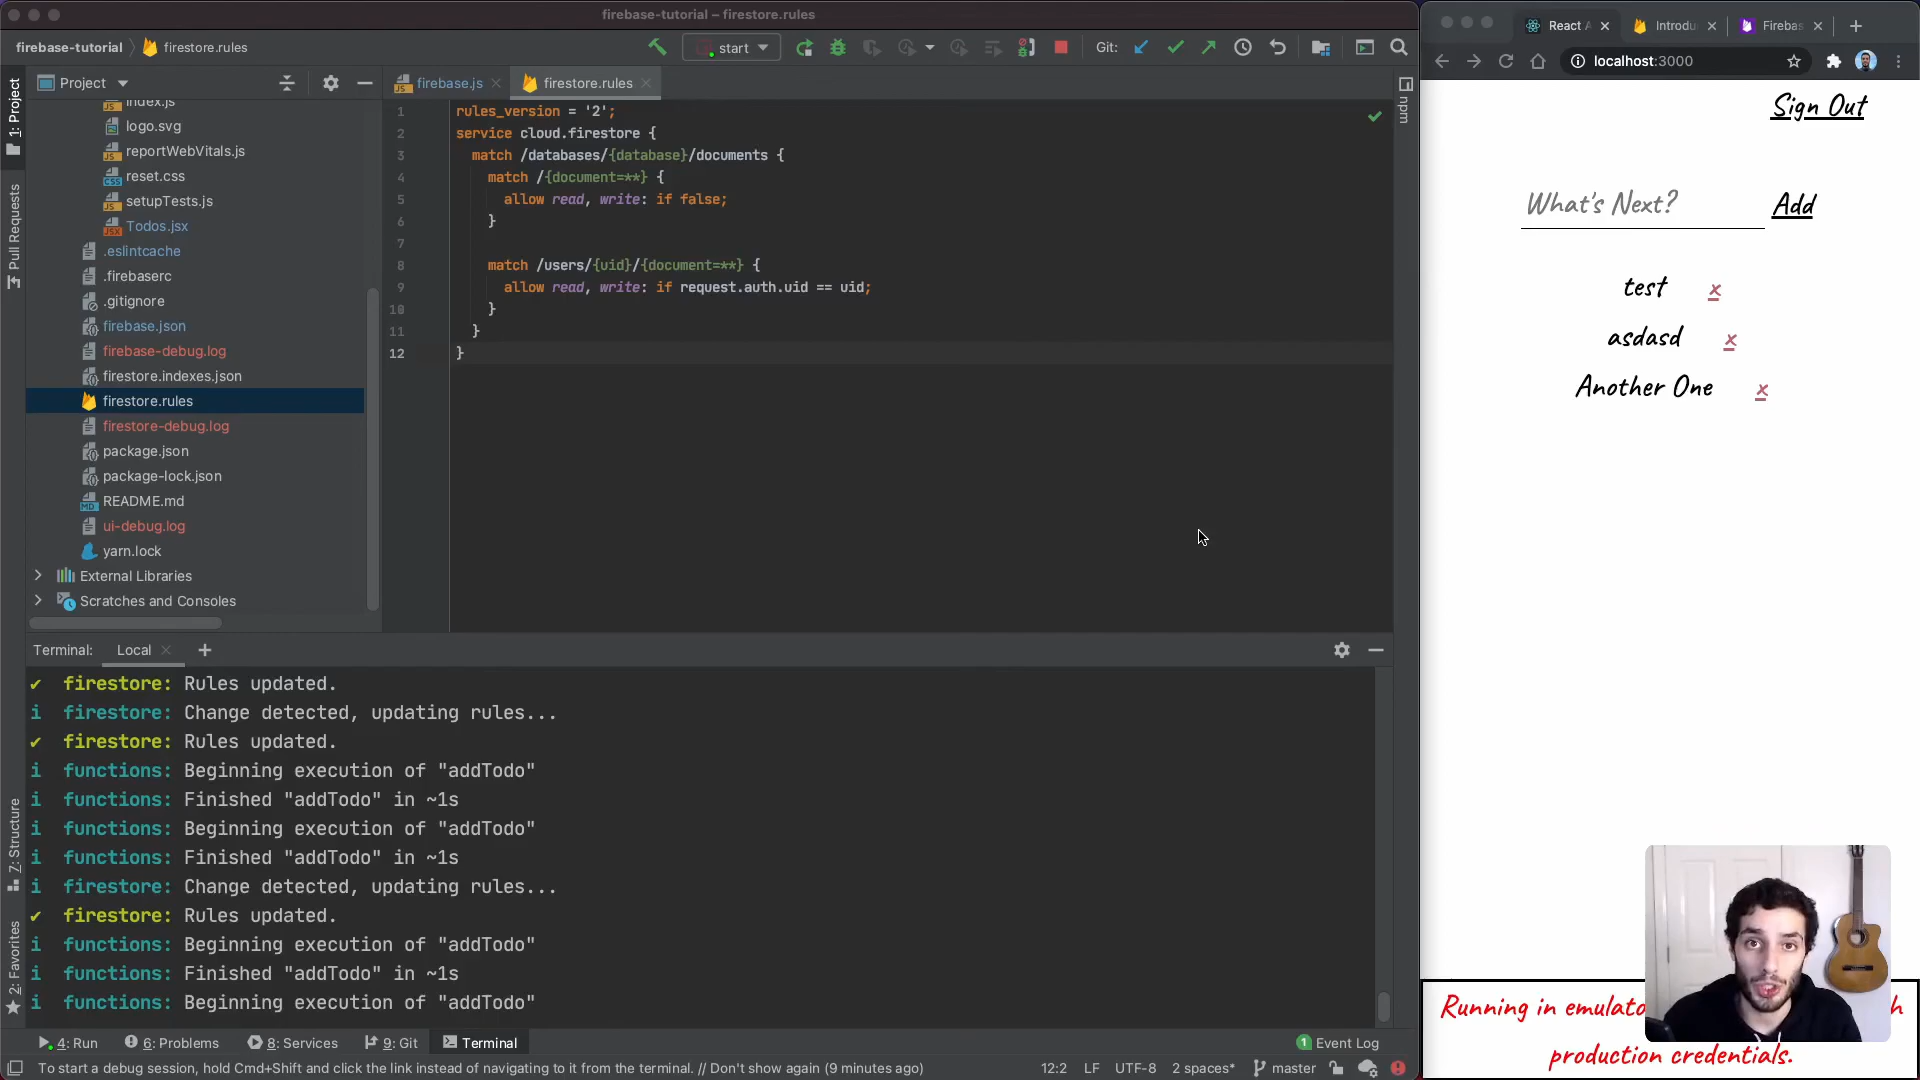 firebase-tutorial – firestore.rules
firebase-tutorial firestore.rules
start
Git:
React A
Introdu
Firebas
localhost:3000
Project
firebase.js
firestore.rules
1: Project
Pull Requests
Z: Structure
2: Favorites
npm
index.js
logo.svg
reportWebVitals.js
reset.css
setupTests.js
Todos.jsx
.eslintcache
.firebaserc
.gitignore
firebase.json
firebase-debug.log
firestore.indexes.json
firestore.rules
firestore-debug.log
package.json
package-lock.json
README.md
ui-debug.log
yarn.lock
External Libraries
Scratches and Consoles
1 rules_version = '2';
2 service cloud.firestore {
3 match /databases/{database}/documents {
4 match /{document=**} {
5 allow read, write: if false;
6 }
7
8 match /users/{uid}/{document=**} {
9 allow read, write: if request.auth.uid == uid;
10 }
11 }
12 }
Sign Out
What's Next? Add
test x
asdasd x
Another One x
Running in emulato h
production credentials.
Terminal: Local
✔ firestore: Rules updated.
i firestore: Change detected, updating rules...
✔ firestore: Rules updated.
i functions: Beginning execution of "addTodo"
i functions: Finished "addTodo" in ~1s
i functions: Beginning execution of "addTodo"
i functions: Finished "addTodo" in ~1s
i firestore: Change detected, updating rules...
✔ firestore: Rules updated.
i functions: Beginning execution of "addTodo"
i functions: Finished "addTodo" in ~1s
i functions: Beginning execution of "addTodo"
4: Run 6: Problems 8: Services 9: Git Terminal 1 Event Log
To start a debug session, hold Cmd+Shift and click the link instead of navigating to it from the terminal. // Don't show again (9 minutes ago) 12:2 LF UTF-8 2 spaces* master